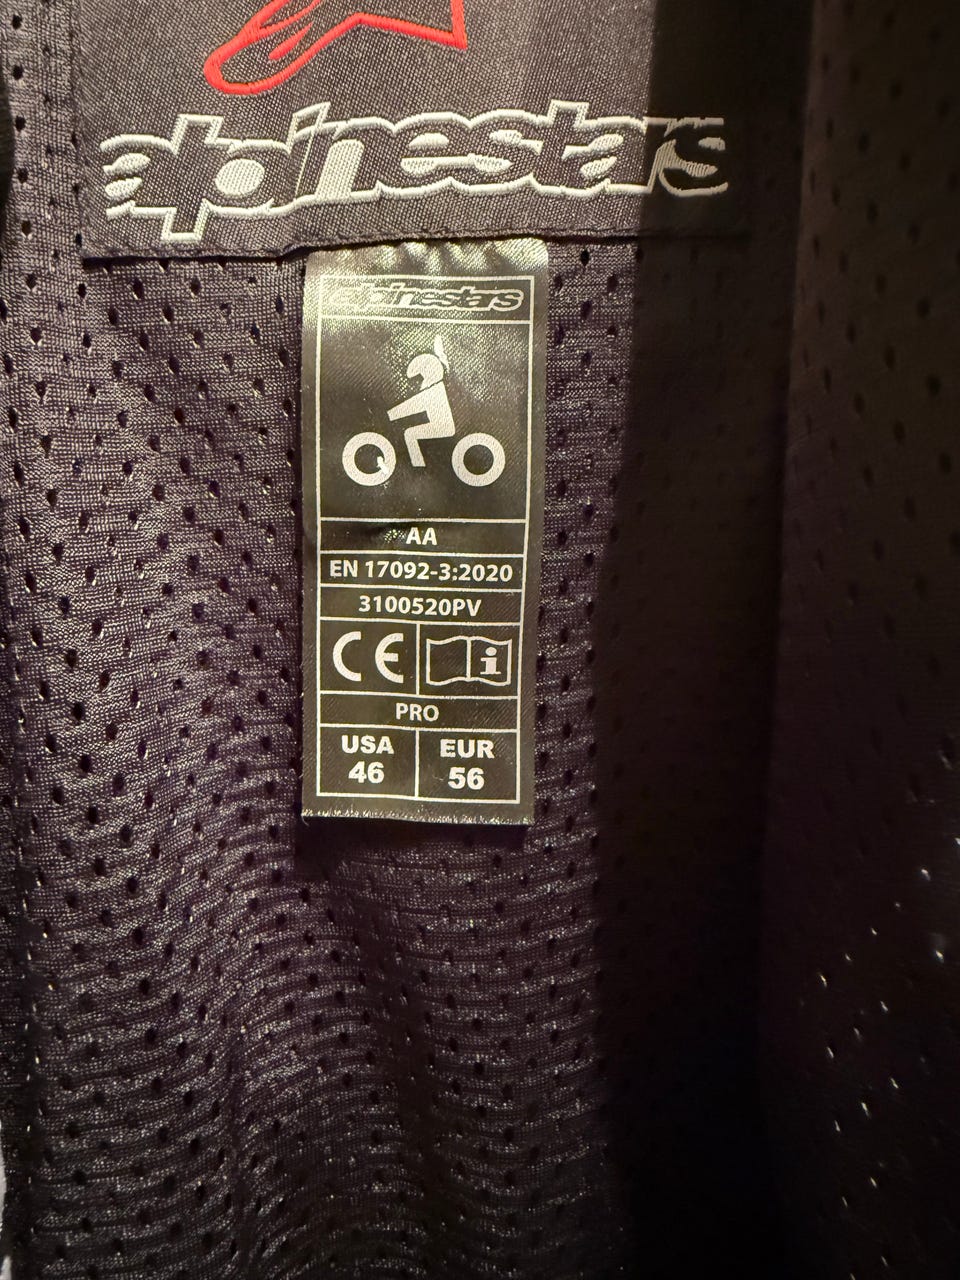 alpinestars
alpinestars
AA
EN 17092-3:2020
3100520PV
CE i
PRO
USA EUR
46 56